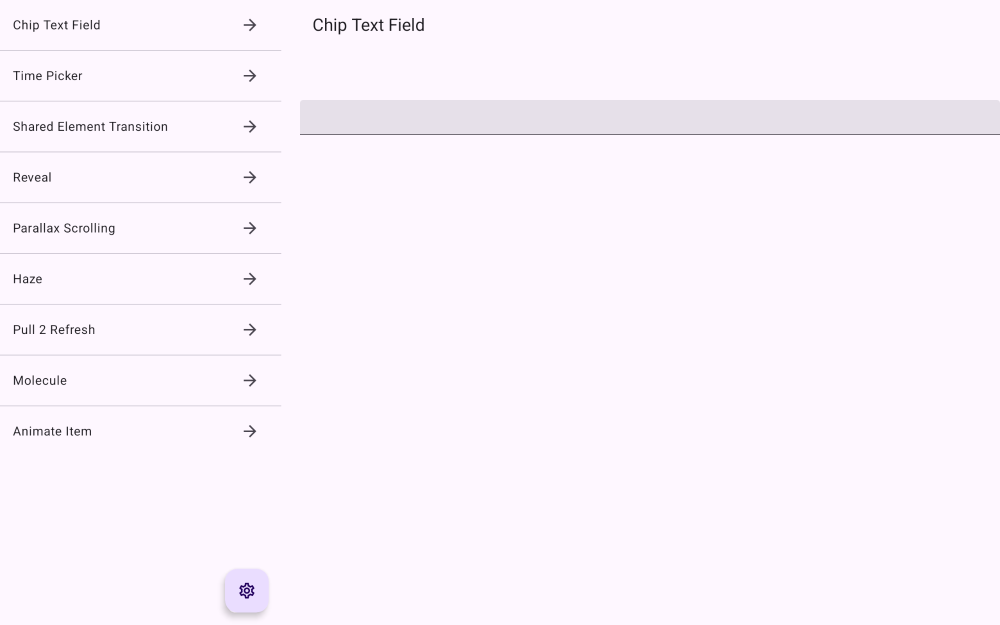 Chip Text Field
Time Picker
Shared Element Transition
Reveal
Parallax Scrolling
Haze
Pull 2 Refresh
Molecule
Animate Item
Chip Text Field